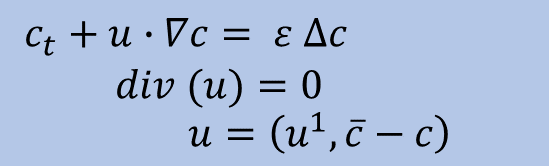 c_t + u · ∇c = ε Δc
div (u) = 0
u = (u¹, c̄ − c)